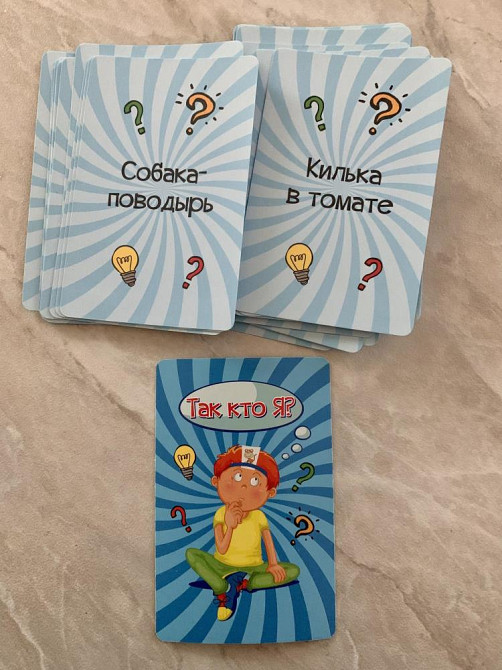 Собака-
поводырь
Килька
в томате
Так кто Я?